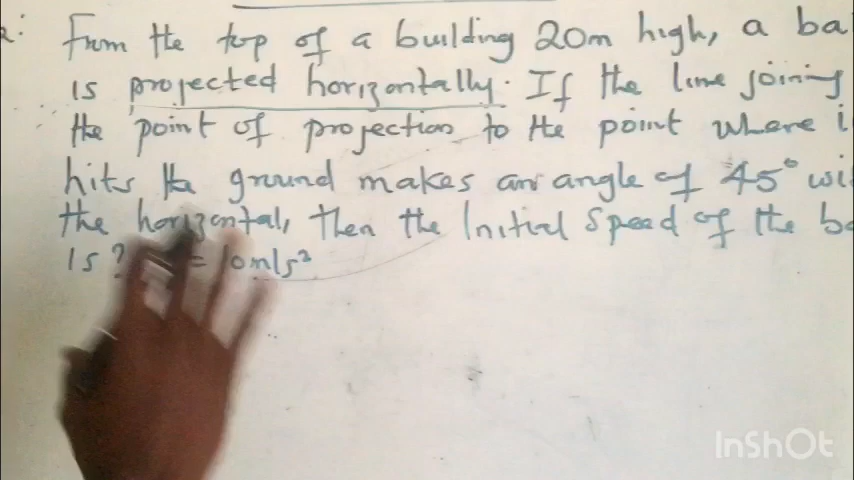 From the top of a building 20m high, a ba
is projected horizontally. If the line joining
the point of projection to the point where i
hits the ground makes an angle of 45° wi
the horizontal, then the Initial Speed of the b
Is? = 10m/s²
InShOt